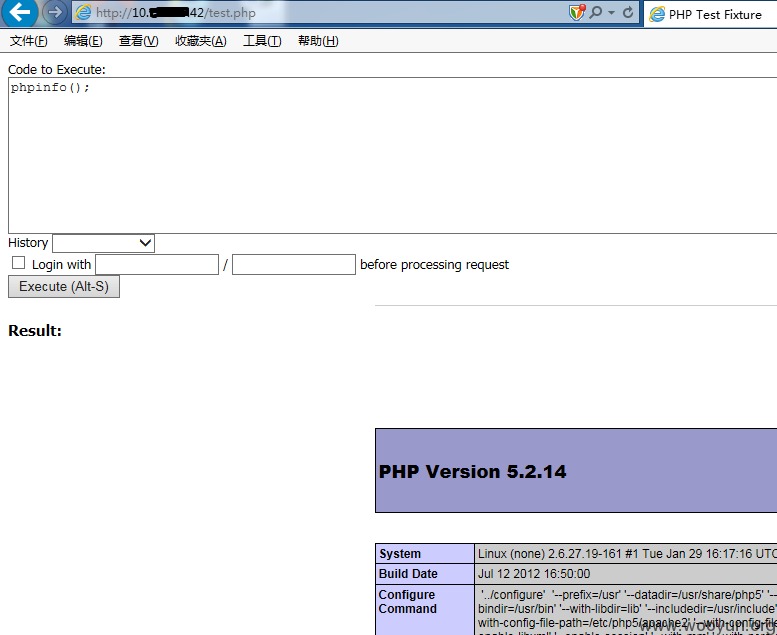 http://10. 42/test.php
PHP Test Fixture
文件(F) 编辑(E) 查看(V) 收藏夹(A) 工具(T) 帮助(H)
Code to Execute:
phpinfo();
History
Login with / before processing request
Execute (Alt-S)
Result:
PHP Version 5.2.14
System Linux (none) 2.6.27.19-161 #1 Tue Jan 29 16:17:16 UTC
Build Date Jul 12 2012 16:50:00
Configure Command '../configure' '--prefix=/usr' '--datadir=/usr/share/php5' '--
bindir=/usr/bin' '--with-libdir=lib' '--includedir=/usr/include'
with-config-file-path=/etc/php5/apache2' '--with-config-file
www.wooyun.org